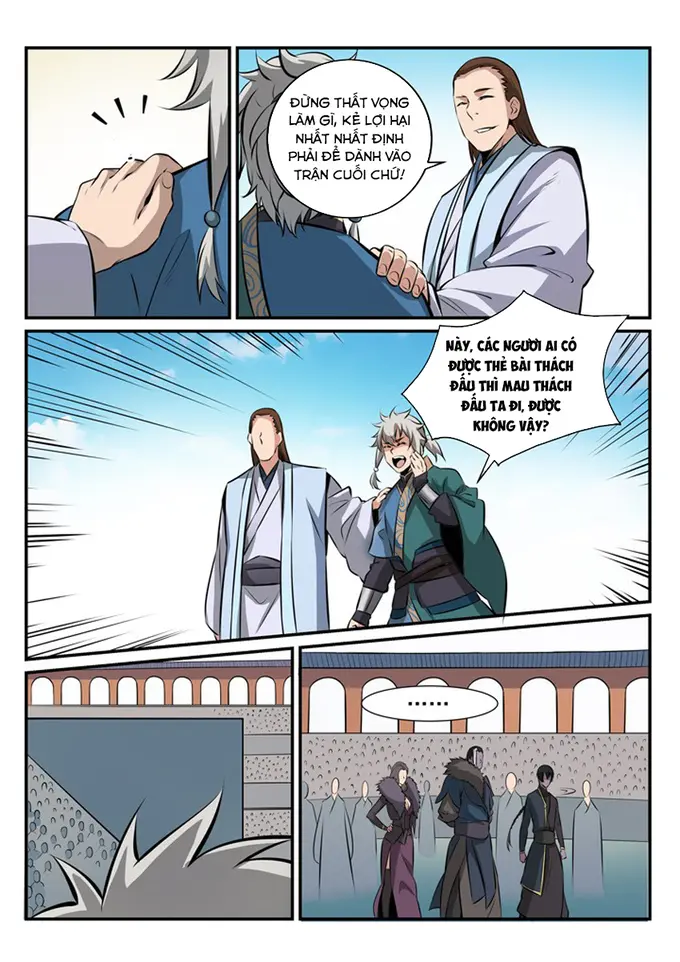 ĐỪNG THẤT VỌNG
LÀM GÌ, KẺ LỢI HẠI
NHẤT NHẤT ĐỊNH
PHẢI ĐỂ DÀNH VÀO
TRẬN CUỐI CHỨ!
NÀY, CÁC NGƯƠI AI CÓ
ĐƯỢC THẺ BÀI THÁCH
ĐẤU THÌ MAU THÁCH
ĐẤU TA ĐI, ĐƯỢC
KHÔNG VẬY?
......